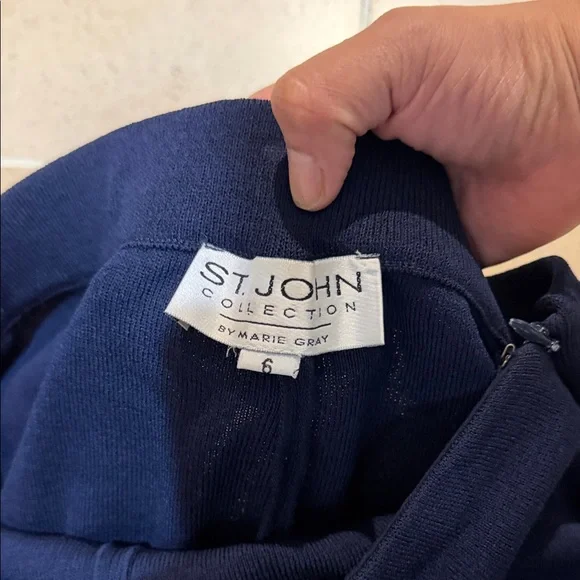 ST. JOHN
COLLECTION
BY MARIE GRAY
6